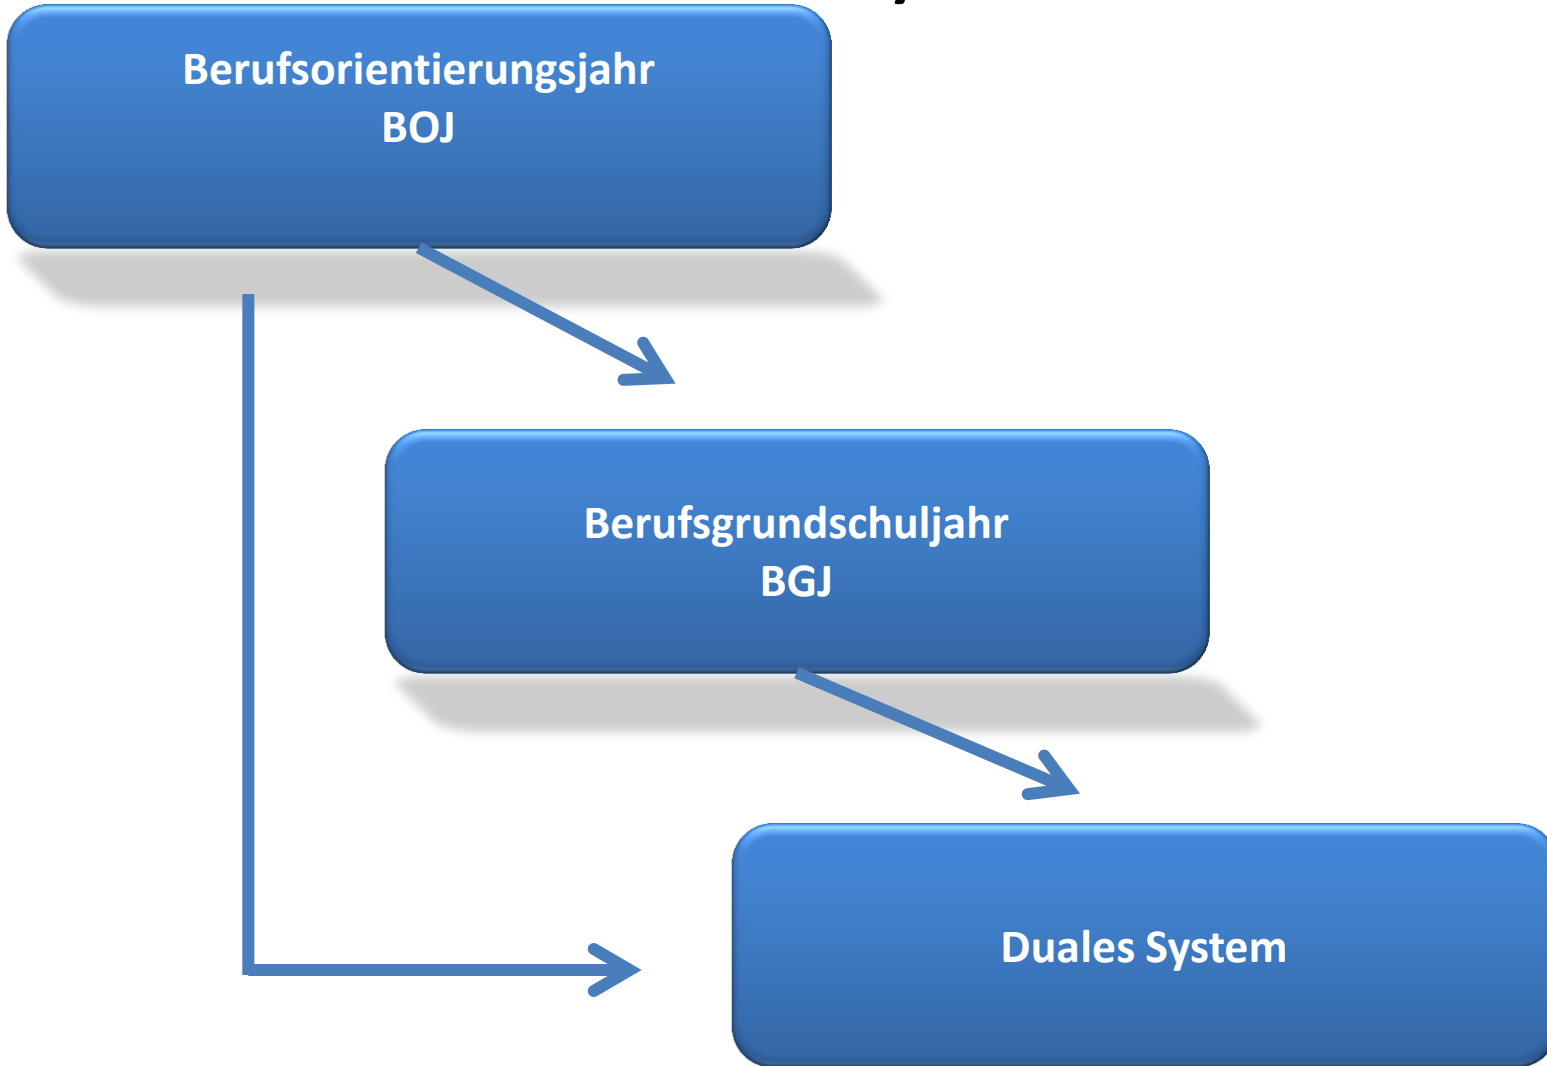 Berufsorientierungsjahr
BOJ
Berufsgrundschuljahr
BGJ
Duales System